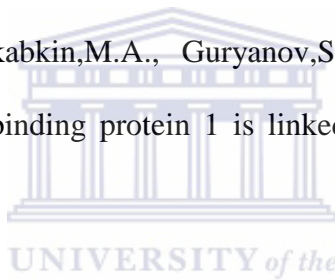 kabkin,M.A., Guryanov,S
binding protein 1 is linked
UNIVERSITY of the